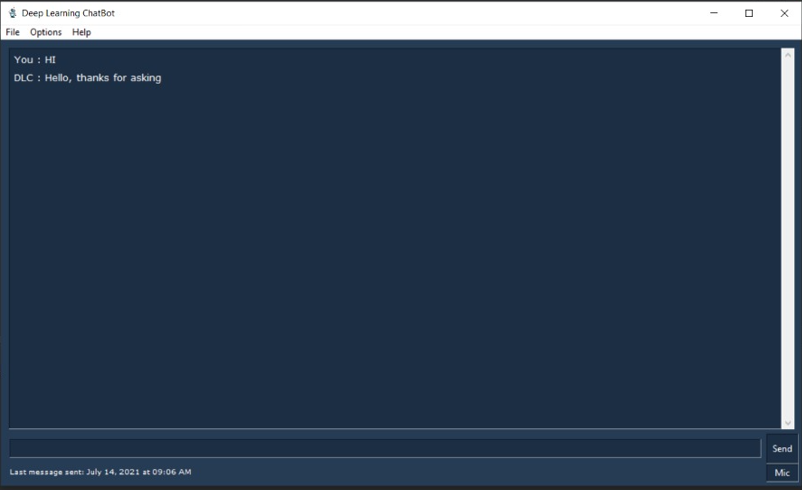 Deep Learning ChatBot
File Options Help
You : HI
DLC : Hello, thanks for asking
Send
Last message sent: July 14, 2021 at 09:06 AM
Mic